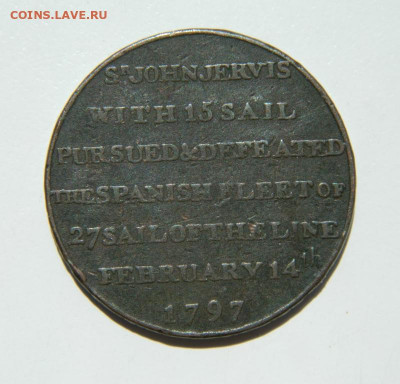 COINS.LAVE.RU
SR. JOHN JERVIS
WITH 15 SAIL
PURSUED & DEFEATED
THE SPANISH FLEET OF
27 SAIL OF THE LINE
FEBRUARY 14th
1797